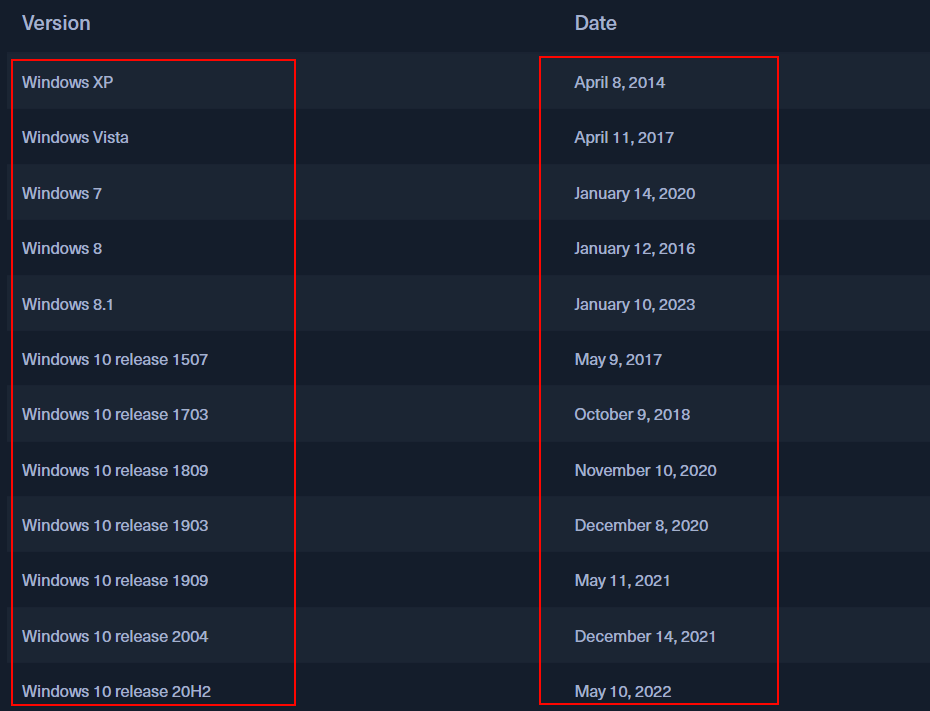 Version Date
Windows XP April 8, 2014
Windows Vista April 11, 2017
Windows 7 January 14, 2020
Windows 8 January 12, 2016
Windows 8.1 January 10, 2023
Windows 10 release 1507 May 9, 2017
Windows 10 release 1703 October 9, 2018
Windows 10 release 1809 November 10, 2020
Windows 10 release 1903 December 8, 2020
Windows 10 release 1909 May 11, 2021
Windows 10 release 2004 December 14, 2021
Windows 10 release 20H2 May 10, 2022